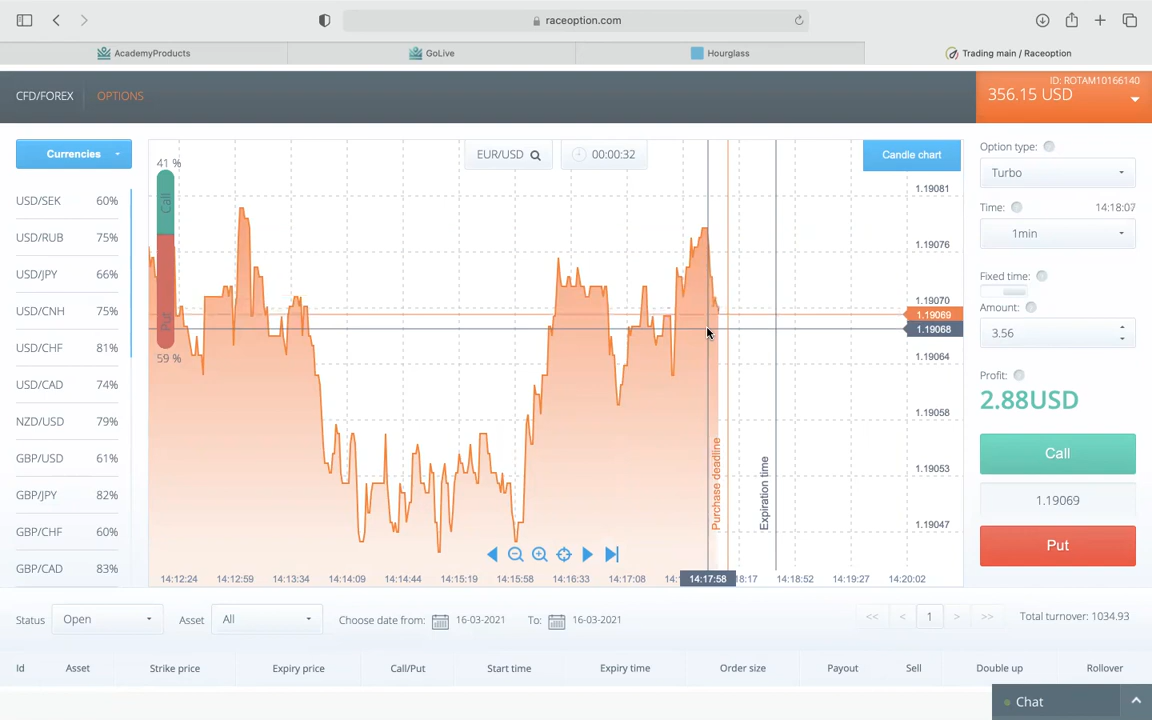 raceoption.com
AcademyProducts
GoLive
Hourglass
Trading main / Raceoption
CFD/FOREX
OPTIONS
ID: ROTAM10166140
356.15 USD
Currencies
USD/SEK 60%
USD/RUB 75%
USD/JPY 66%
USD/CNH 75%
USD/CHF 81%
USD/CAD 74%
NZD/USD 79%
GBP/USD 61%
GBP/JPY 82%
GBP/CHF 60%
GBP/CAD 83%
41 %
Call
Put
59 %
EUR/USD
00:00:32
Candle chart
1.19081
1.19076
1.19070
1.19069
1.19068
1.19064
1.19058
1.19053
1.19047
Purchase deadline
Expiration time
14:12:24
14:12:59
14:13:34
14:14:09
14:14:44
14:15:19
14:15:58
14:16:33
14:17:08
14:17:58
14:18:52
14:19:27
14:20:02
Option type:
Turbo
Time:
14:18:07
1min
Fixed time:
Amount:
3.56
Profit:
2.88USD
Call
1.19069
Put
Status
Open
Asset
All
Choose date from:
16-03-2021
To:
16-03-2021
<< < 1 > >>
Total turnover: 1034.93
Id
Asset
Strike price
Expiry price
Call/Put
Start time
Expiry time
Order size
Payout
Sell
Double up
Rollover
Chat